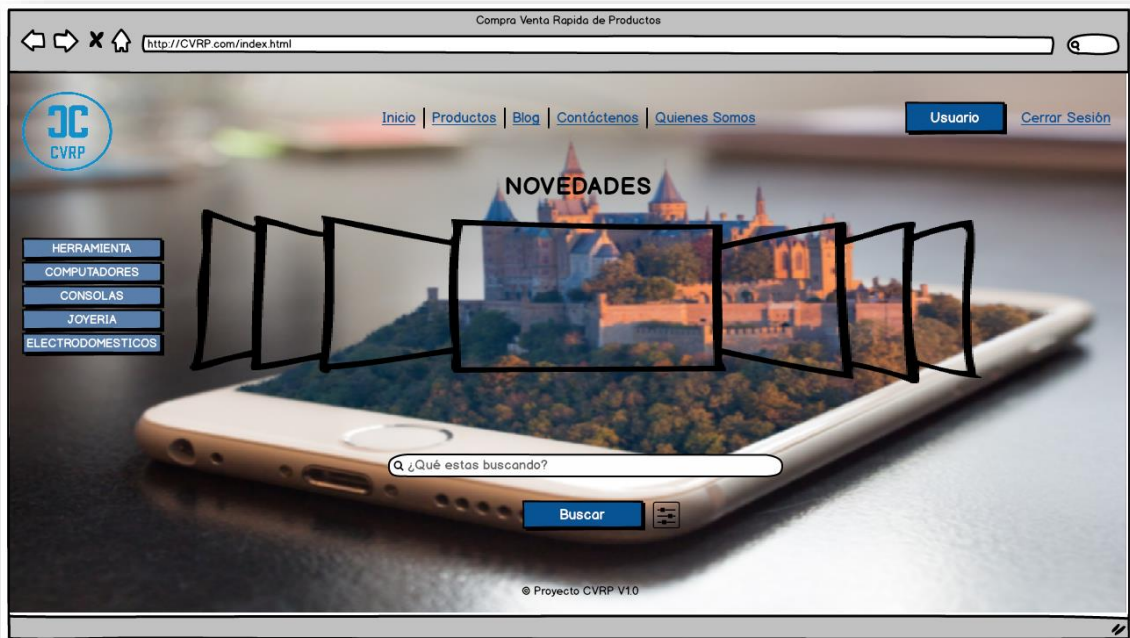 Compra Venta Rapida de Productos
http://CVRP.com/index.html
CVRP
Inicio | Productos | Blog | Contáctenos | Quienes Somos
Usuario
Cerrar Sesión
NOVEDADES
HERRAMIENTA
COMPUTADORES
CONSOLAS
JOYERIA
ELECTRODOMESTICOS
¿Qué estas buscando?
Buscar
© Proyecto CVRP V1.0